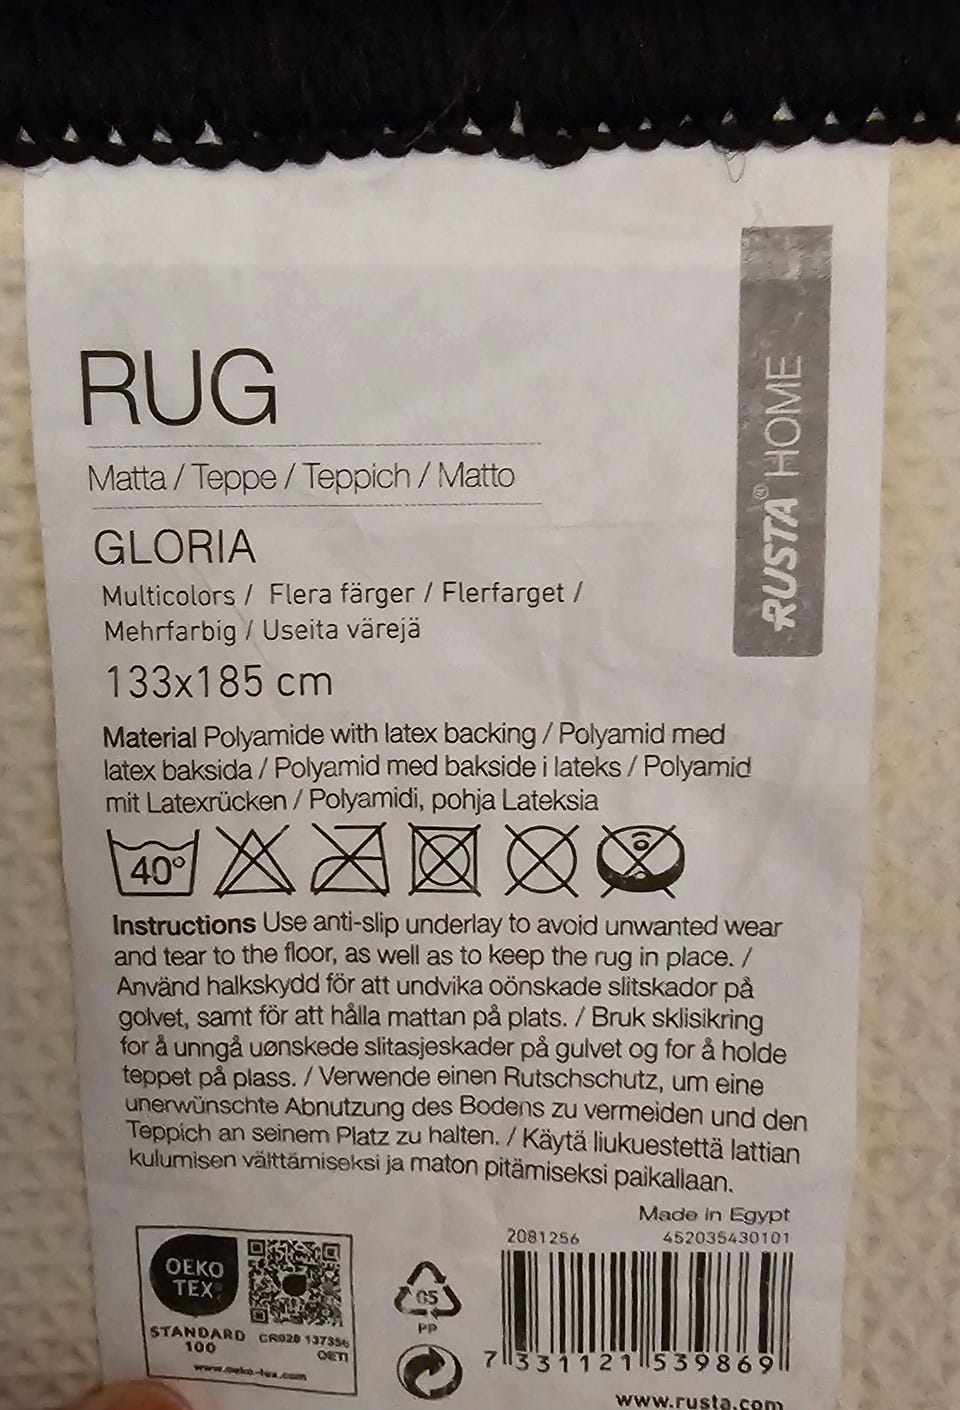 RUSTA® HOME
RUG
Matta / Teppe / Teppich / Matto
GLORIA
Multicolors / Flera färger / Flerfarget /
Mehrfarbig / Useita värejä
133x185 cm
Material Polyamide with latex backing / Polyamid med
latex baksida / Polyamid med bakside i lateks / Polyamid
mit Latexrücken / Polyamidi, pohja Lateksia
40°
Instructions Use anti-slip underlay to avoid unwanted wear
and tear to the floor, as well as to keep the rug in place. /
Använd halkskydd för att undvika oönskade slitskador på
golvet, samt för att hålla mattan på plats. / Bruk sklisikring
for å unngå uønskede slitasjeskader på gulvet og for å holde
teppet på plass. / Verwende einen Rutschschutz, um eine
unerwünschte Abnutzung des Bodens zu vermeiden und den
Teppich an seinem Platz zu halten. / Käytä liukuestettä lattian
kulumisen välttämiseksi ja maton pitämiseksi paikallaan.
Made in Egypt
2081256 452035430101
OEKO
TEX
STANDARD
100
CR020 137356
OETI
www.oeko-tex.com
05
PP
7 331121 539869
www.rusta.com